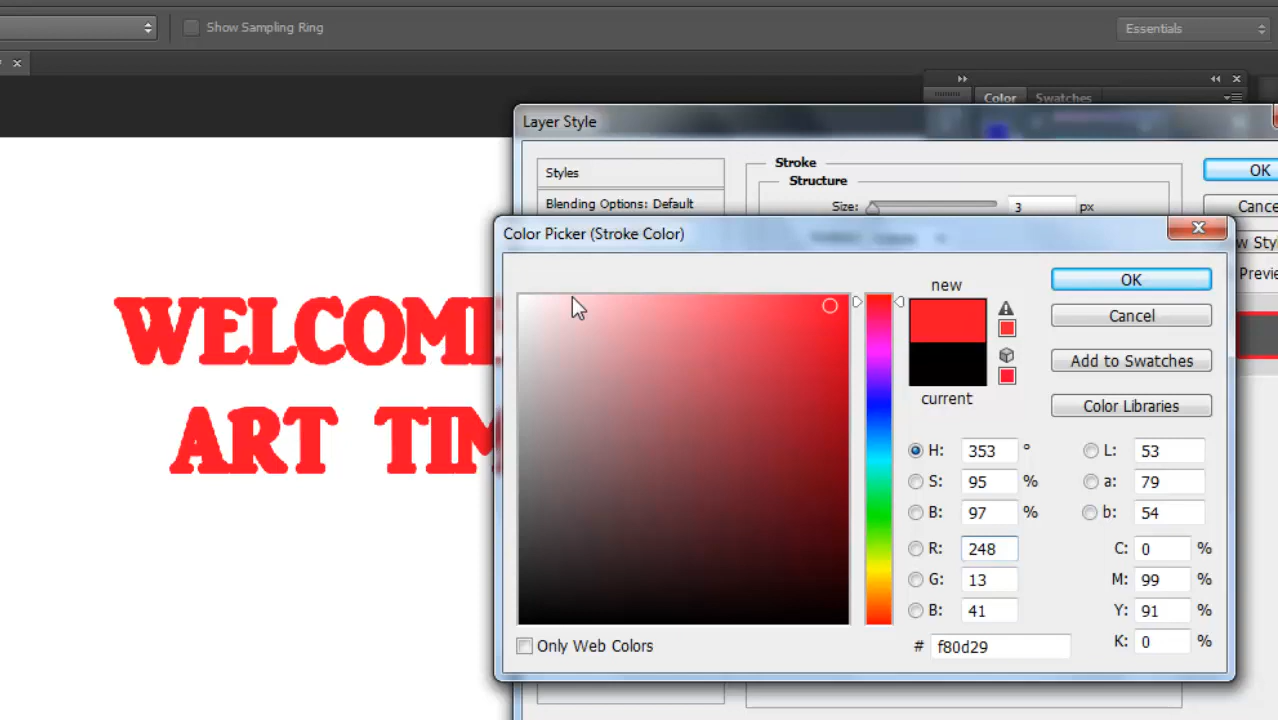 Show Sampling Ring
Essentials
Color Swatches
Layer Style
Styles
Blending Options: Default
Stroke
Structure
Size: 3 px
OK
Color Picker (Stroke Color)
new
current
OK
Cancel
Add to Swatches
Color Libraries
H: 353 °
S: 95 %
B: 97 %
R: 248
G: 13
B: 41
# f80d29
L: 53
a: 79
b: 54
C: 0 %
M: 99 %
Y: 91 %
K: 0 %
Only Web Colors
WELCOME
ART TIM
Cance
w Styl
Previe